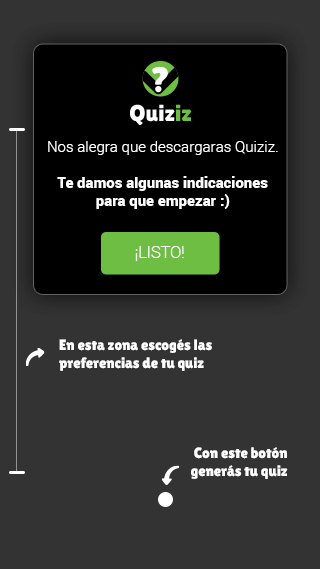 ?
Quiziz
Nos alegra que descargaras Quiziz.
Te damos algunas indicaciones
para que empezar :)
¡LISTO!
En esta zona escogés las
preferencias de tu quiz
Con este botón
generás tu quiz